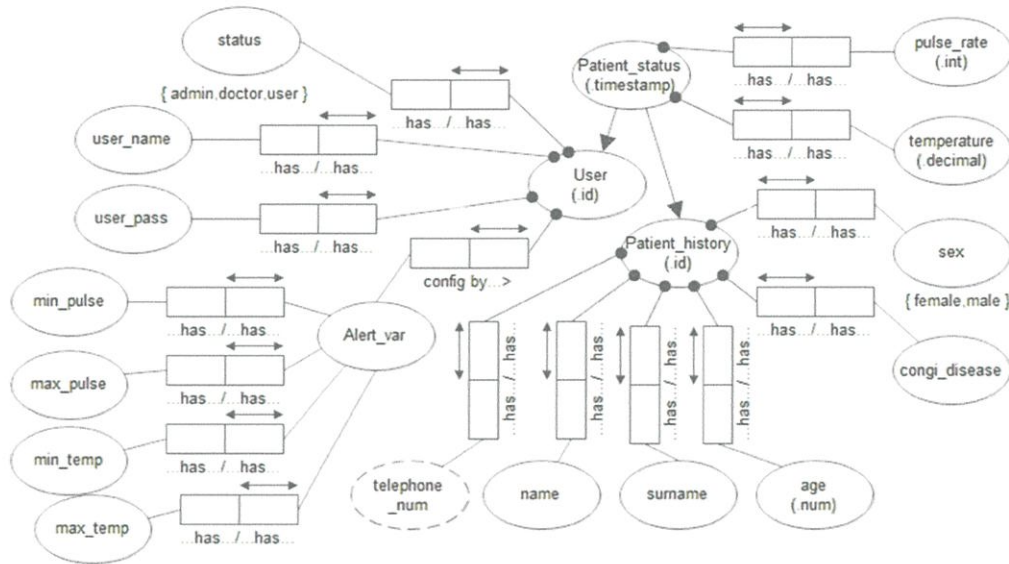 status
{ admin,doctor,user }
...has.../...has...
user_name
...has.../...has...
user_pass
...has.../...has...
Patient_status
(.timestamp)
...has.../...has...
pulse_rate
(.int)
...has.../...has...
temperature
(.decimal)
User
(.id)
config by...>
Patient_history
(.id)
...has.../...has...
sex
{ female,male }
...has.../...has...
congi_disease
min_pulse
...has.../...has...
Alert_var
max_pulse
...has.../...has...
min_temp
...has.../...has...
max_temp
...has.../...has...
...has.../...has...
...has.../...has...
...has.../...has...
...has.../...has...
telephone
_num
name
surname
age
(.num)